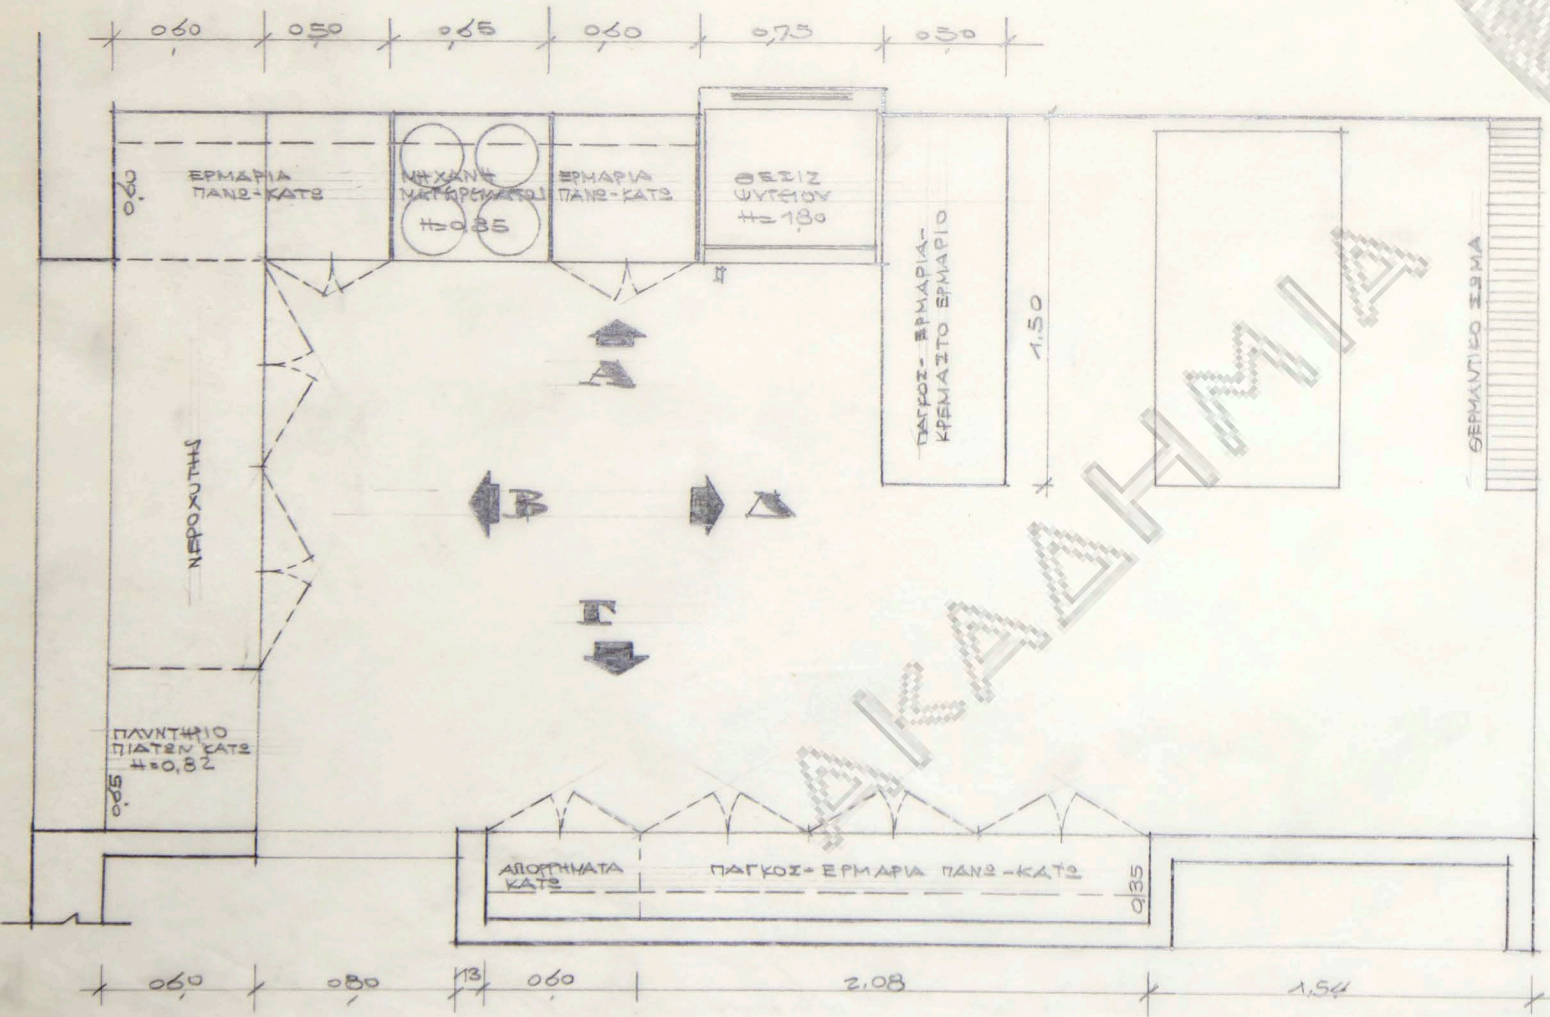 0,60 0,50 0,65 0,60 0,75 0,50
0,60
ΕΡΜΑΡΙΑ
ΠΑΝΩ-ΚΑΤΩ
ΜΗΧΑΝΗ
ΜΑΓΕΙΡΕΜΑΤΟΣ
Η=0,85
ΕΡΜΑΡΙΑ
ΠΑΝΩ-ΚΑΤΩ
ΘΕΣΙΣ
ΨΥΓΕΙΟΥ
Η=1,80
ΠΑΓΚΟΣ-ΕΡΜΑΡΙΑ-
ΚΡΕΜΑΣΤΟ ΕΡΜΑΡΙΟ
1,50
ΘΕΡΜΑΝΤΙΚΟ ΣΩΜΑ
Α
Β
Δ
Γ
ΝΕΡΟΧΥΤΗΣ
ΠΛΥΝΤΗΡΙΟ
ΠΙΑΤΩΝ ΚΑΤΩ
Η=0,82
0,65
ΑΠΟΡΡΗΜΑΤΑ
ΚΑΤΩ
ΠΑΓΚΟΣ-ΕΡΜΑΡΙΑ ΠΑΝΩ-ΚΑΤΩ
0,35
0,60 0,80 13 0,60 2,08 1,54
ΑΚΑΔΗΜΙΑ